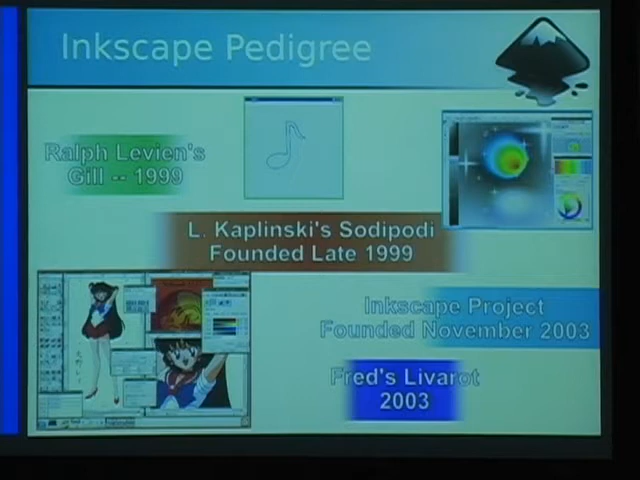 Inkscape Pedigree
Ralph Levien's
Gill -- 1999
L. Kaplinski's Sodipodi
Founded Late 1999
Inkscape Project
Founded November 2003
Fred's Livarot
2003